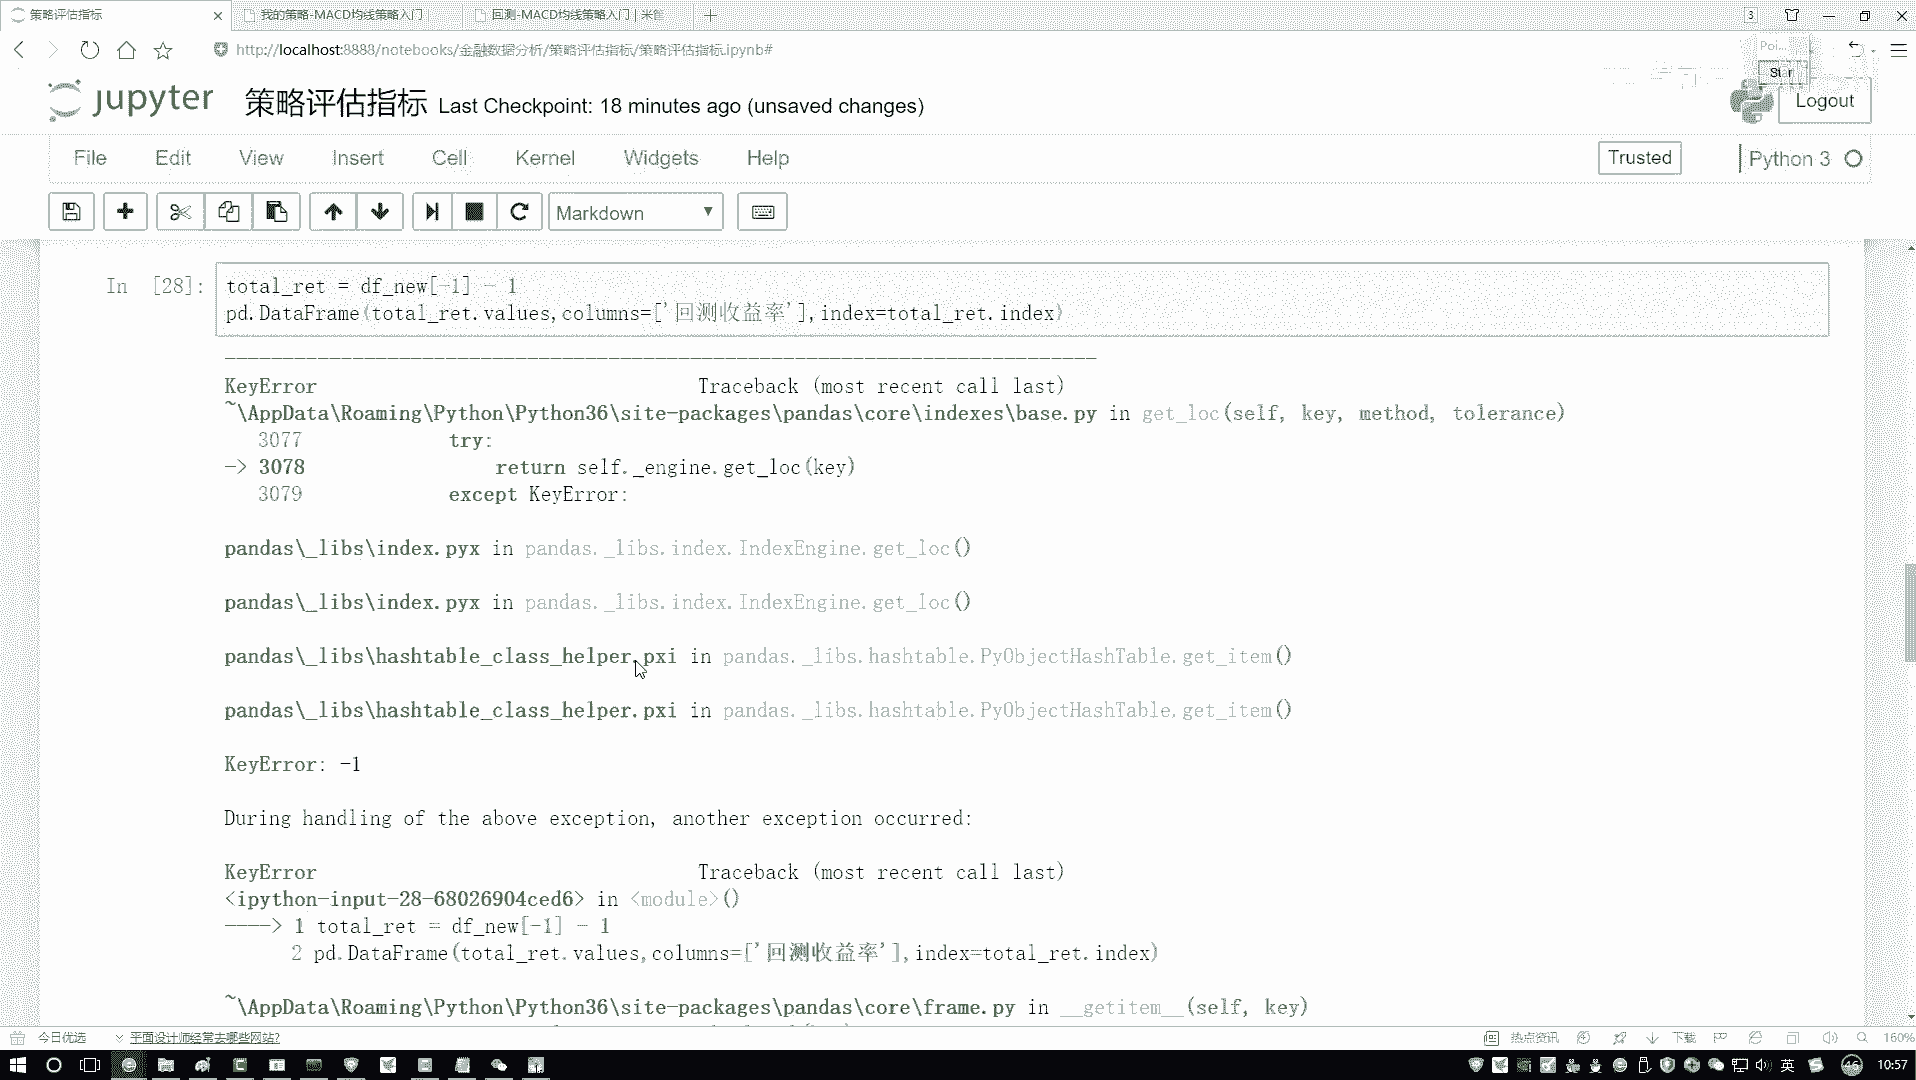 策略评估指标
我的策略-MACD均线策略入门
回测-MACD均线策略入门 | 米筐
3
http://localhost:8888/notebooks/金融数据分析/策略评估指标/策略评估指标.ipynb#
Poi...
Star
jupyter 策略评估指标 Last Checkpoint: 18 minutes ago (unsaved changes)
Logout
File Edit View Insert Cell Kernel Widgets Help
Trusted
Python 3
Markdown
In [28]:
total_ret = df_new[-1] - 1
pd.DataFrame(total_ret.values,columns=['回测收益率'],index=total_ret.index)
---------------------------------------------------------------------------
KeyError Traceback (most recent call last)
~\AppData\Roaming\Python\Python36\site-packages\pandas\core\indexes\base.py in get_loc(self, key, method, tolerance)
3077 try:
-> 3078 return self._engine.get_loc(key)
3079 except KeyError:
pandas\_libs\index.pyx in pandas._libs.index.IndexEngine.get_loc()
pandas\_libs\index.pyx in pandas._libs.index.IndexEngine.get_loc()
pandas\_libs\hashtable_class_helper.pxi in pandas._libs.hashtable.PyObjectHashTable.get_item()
pandas\_libs\hashtable_class_helper.pxi in pandas._libs.hashtable.PyObjectHashTable.get_item()
KeyError: -1
During handling of the above exception, another exception occurred:
KeyError Traceback (most recent call last)
<ipython-input-28-68026904ced6> in <module>()
----> 1 total_ret = df_new[-1] - 1
2 pd.DataFrame(total_ret.values,columns=['回测收益率'],index=total_ret.index)
~\AppData\Roaming\Python\Python36\site-packages\pandas\core\frame.py in __getitem__(self, key)
今日优选
平面设计师经常去哪些网站?
热点资讯
下载
160%
英
46
10:57